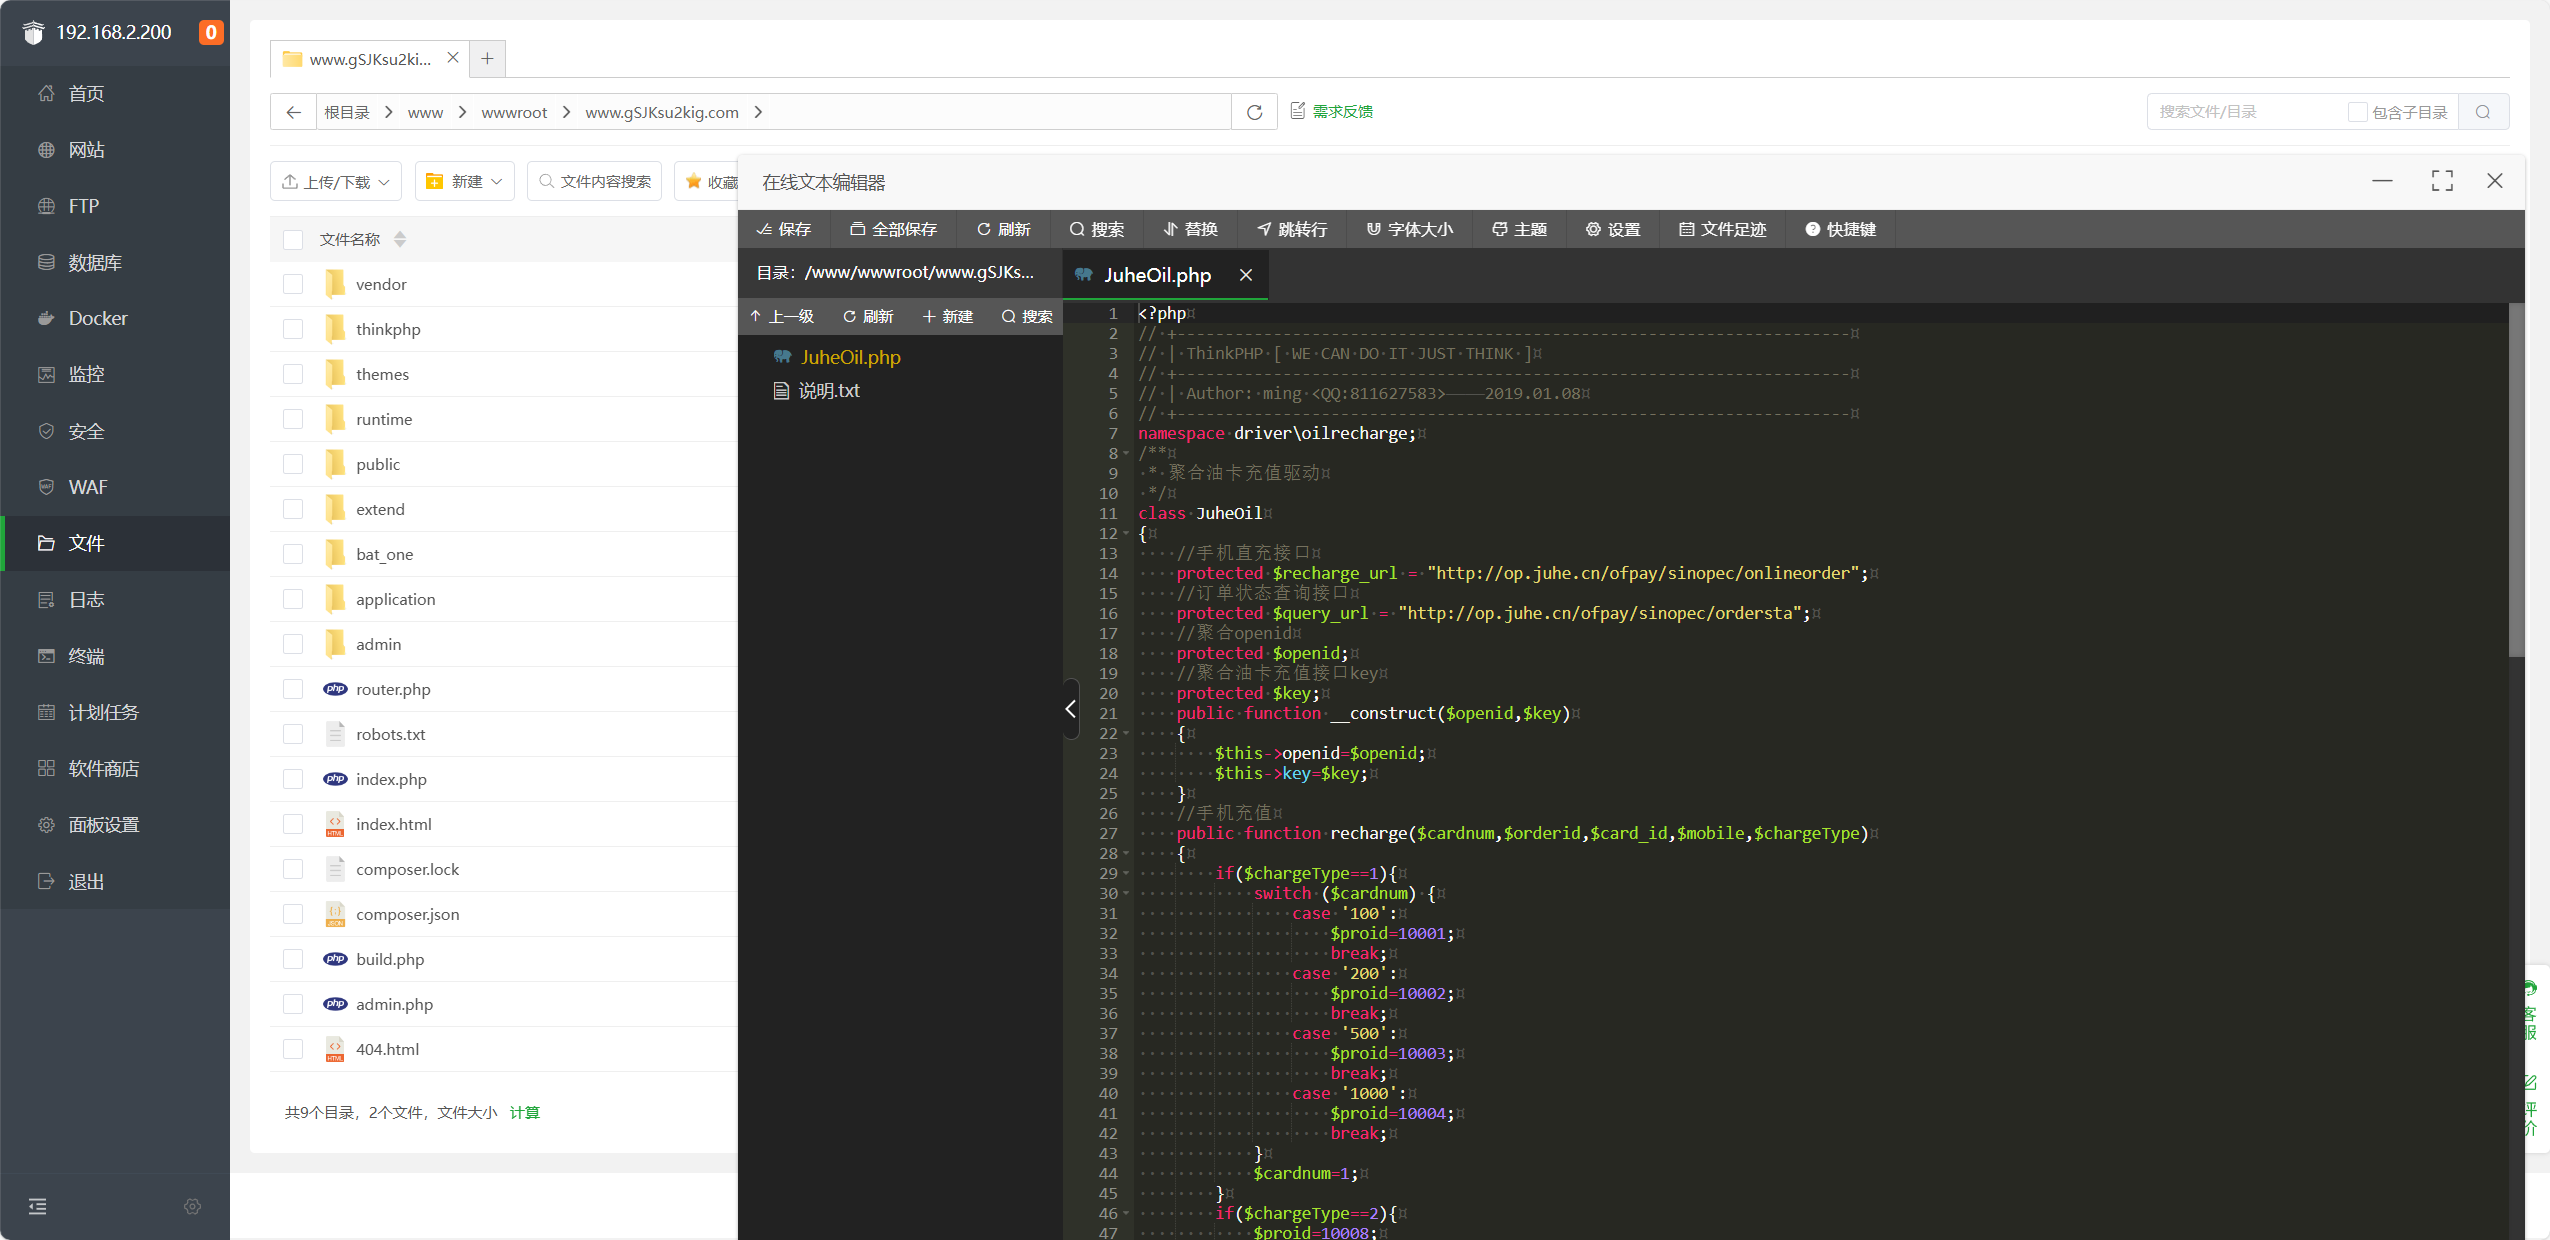 192.168.2.200
0
首页
网站
FTP
数据库
Docker
监控
安全
WAF
文件
日志
终端
计划任务
软件商店
面板设置
退出
www.gSJKsu2ki...
根目录 www wwwroot www.gSJKsu2kig.com
需求反馈
搜索文件/目录
包含子目录
上传/下载
新建
文件内容搜索
收藏
文件名称
vendor
thinkphp
themes
runtime
public
extend
bat_one
application
admin
router.php
robots.txt
index.php
index.html
composer.lock
composer.json
build.php
admin.php
404.html
共9个目录，2个文件，文件大小 计算
在线文本编辑器
保存 全部保存 刷新 搜索 替换 跳转行 字体大小 主题 设置 文件足迹 快捷键
目录：/www/wwwroot/www.gSJKs...
上一级 刷新 新建 搜索
JuheOil.php
说明.txt
JuheOil.php
1 <?php
2 // +----------------------------------------------------------------------
3 // | ThinkPHP [ WE CAN DO IT JUST THINK ]
4 // +----------------------------------------------------------------------
5 // | Author: ming <QQ:811627583>——2019.01.08
6 // +----------------------------------------------------------------------
7 namespace driver\oilrecharge;
8 /**
9 * 聚合油卡充值驱动
10 */
11 class JuheOil
12 {
13 //手机直充接口
14 protected $recharge_url = "http://op.juhe.cn/ofpay/sinopec/onlineorder";
15 //订单状态查询接口
16 protected $query_url = "http://op.juhe.cn/ofpay/sinopec/ordersta";
17 //聚合openid
18 protected $openid;
19 //聚合油卡充值接口key
20 protected $key;
21 public function __construct($openid,$key)
22 {
23 $this->openid=$openid;
24 $this->key=$key;
25 }
26 //手机充值
27 public function recharge($cardnum,$orderid,$card_id,$mobile,$chargeType)
28 {
29 if($chargeType==1){
30 switch ($cardnum) {
31 case '100':
32 $proid=10001;
33 break;
34 case '200':
35 $proid=10002;
36 break;
37 case '500':
38 $proid=10003;
39 break;
40 case '1000':
41 $proid=10004;
42 break;
43 }
44 $cardnum=1;
45 }
46 if($chargeType==2){
47 $proid=10008;
客服
评价